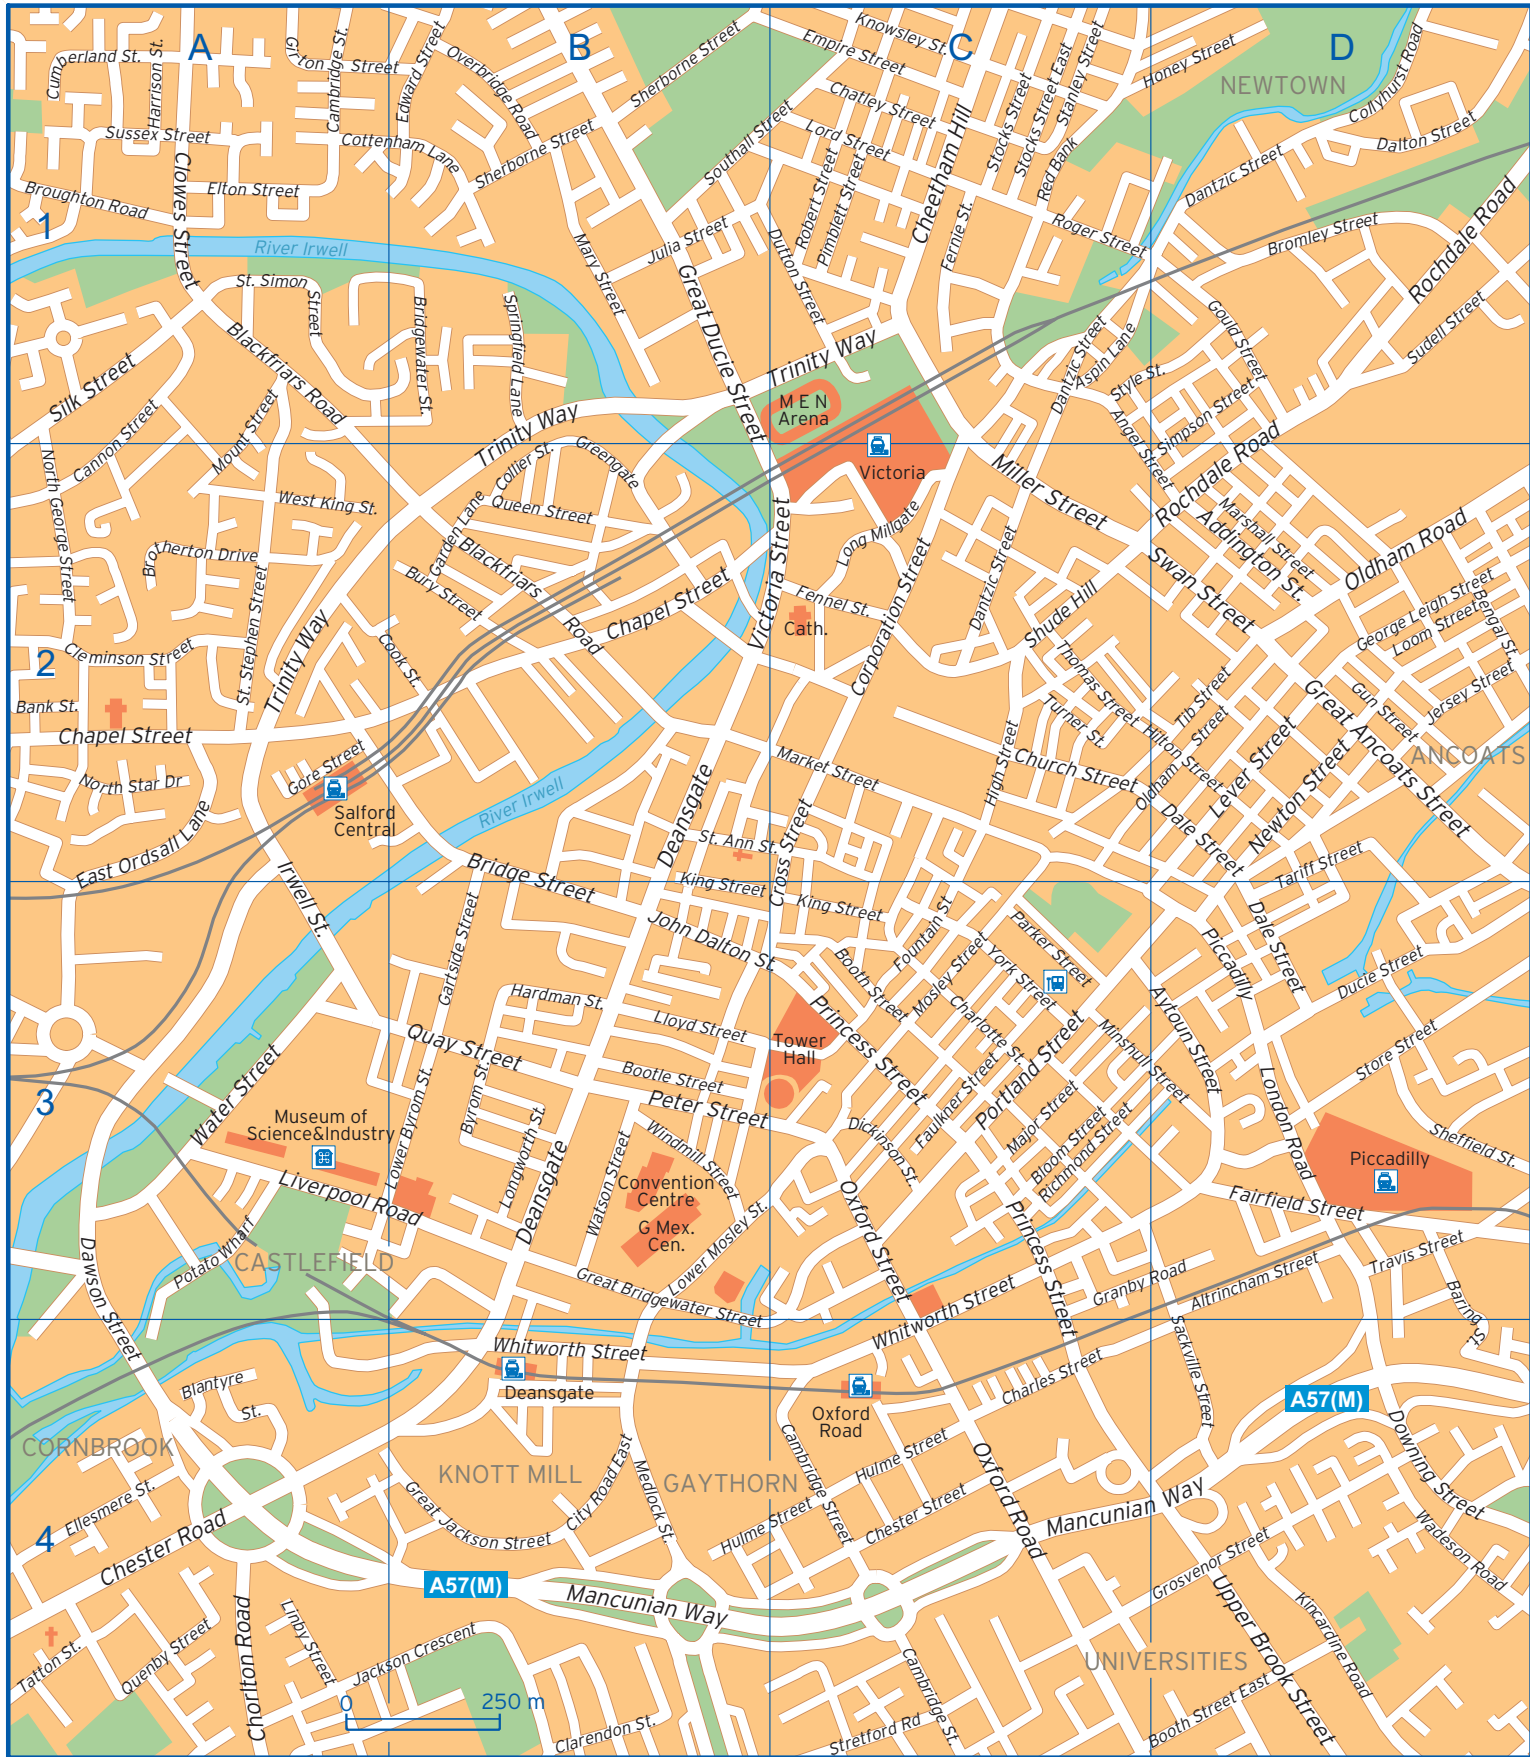 A
B
C
D
1
2
3
4
Cumberland St.
Harrison St.
Girton Street
Cambridge St.
Edward Street
Overbridge Road
Sherborne Street
Sherborne Street
Sussex Street
Cottenham Lane
Clowes Street
Elton Street
Broughton Road
River Irwell
Southall Street
Julia Street
Mary Street
Great Ducie Street
Dutton Street
Knowsley St.
Empire Street
Chatley Street
Lord Street
Robert Street
Pimblett Street
Cheetham Hill
Fernie St.
Stocks Street
Stocks Street East
Stanley Street
Red Bank
Roger Street
Honey Street
NEWTOWN
Collyhurst Road
Dalton Street
Dantzic Street
Bromley Street
Rochdale Road
Sudell Street
Gould Street
St. Simon
Street
Bridgewater St.
Springfield Lane
Blackfriars Road
Silk Street
Cannon Street
Mount Street
Trinity Way
Trinity Way
M E N
Arena
Dantzic Street
Aspin Lane
Style St.
Simpson Street
Angel Street
Rochdale Road
Victoria
Miller Street
Collier St.
Greengate
Queen Street
Garden Lane
West King St.
North George Street
Brotherton Drive
Blackfriars
Road
Bury Street
Chapel Street
Victoria Street
Long Millgate
Fennel St.
Cath.
Corporation Street
Dantzic Street
Shude Hill
Swan Street
Marshall Street
Addington St.
Oldham Road
George Leigh Street
Loom Street
Bengal St.
Jersey Street
Gun Street
Great Ancoats Street
ANCOATS
Thomas Street
Turner St.
Hilton Street
Tib Street
Oldham
Street
Lever Street
Newton Street
Church Street
High Street
Dale Street
Tariff Street
Cleminson Street
St. Stephen Street
Trinity Way
Cook St.
Bank St.
Chapel Street
North Star Dr
Gore Street
Salford
Central
East Ordsall Lane
River Irwell
Deansgate
Market Street
St. Ann St.
Cross Street
King Street
King Street
Bridge Street
Irwell St.
John Dalton St.
Gartside Street
Hardman St.
Lloyd Street
Quay Street
Bootle Street
Peter Street
Tower
Hall
Booth Street
Fountain St
Mosley Street
York Street
Parker Street
Charlotte St.
Princess Street
Faulkner Street
Portland Street
Minshull Street
Aytoun Street
Piccadilly
Dale Street
Ducie Street
Store Street
London Road
Sheffield St.
Piccadilly
Fairfield Street
Travis Street
Baring
St.
Altrincham Street
Granby Road
Major Street
Bloom Street
Richmond Street
Princess Street
Dickinson St.
Oxford Street
Water Street
Museum of
Science&Industry
Liverpool Road
Lower Byrom St.
Byrom St.
Longworth St.
Deansgate
Watson Street
Windmill Street
Convention
Centre
G Mex.
Cen.
Lower Mosley St.
Great Bridgewater Street
Potato Wharf
CASTLEFIELD
Dawson Street
Whitworth Street
Whitworth Street
Deansgate
Oxford
Road
Charles Street
Sackville Street
A57(M)
Downing Street
Wadeson Road
Blantyre
St.
CORNBROOK
Ellesmere St.
Chester Road
KNOTT MILL
GAYTHORN
Great Jackson Street
City Road East
Medlock St.
Cambridge Street
Hulme Street
Hulme Street
Chester Street
Oxford Road
Mancunian Way
A57(M)
Mancunian Way
Grosvenor Street
Kincardine Road
Upper Brook Street
UNIVERSITIES
Booth Street East
Cambridge St.
Stretford Rd
Clarendon St.
Jackson Crescent
Linby Street
Chorlton Road
Quenby Street
Tatton St.
0
250 m